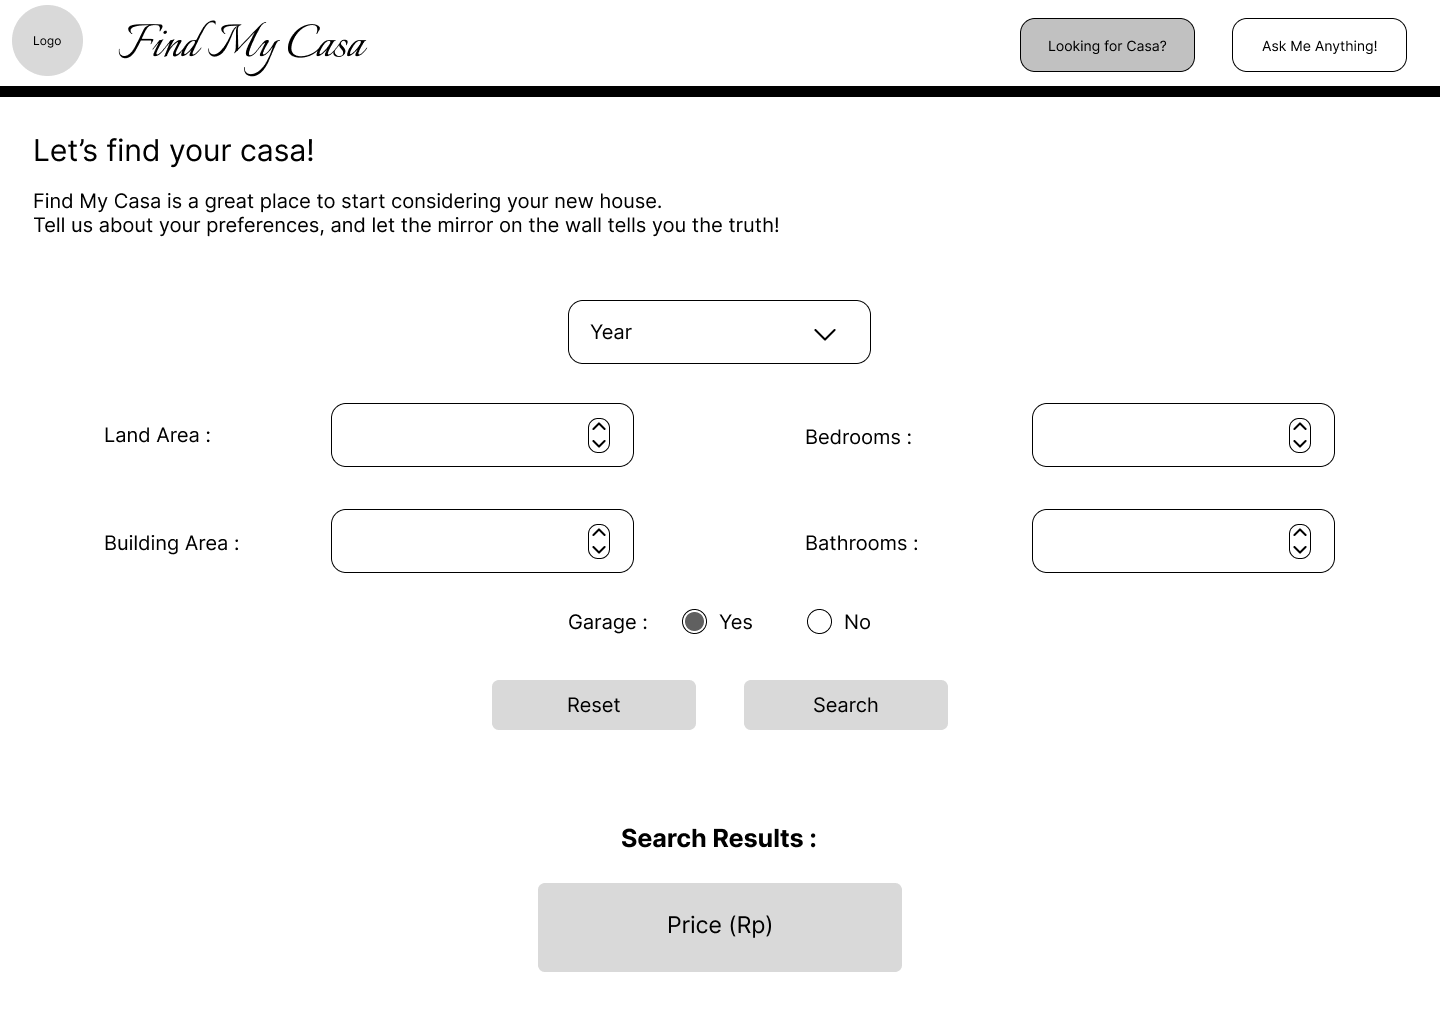 Logo
Find My Casa
Looking for Casa?
Ask Me Anything!
Let’s find your casa!
Find My Casa is a great place to start considering your new house.
Tell us about your preferences, and let the mirror on the wall tells you the truth!
Year
Land Area :
Bedrooms :
Building Area :
Bathrooms :
Garage : Yes No
Reset
Search
Search Results :
Price (Rp)